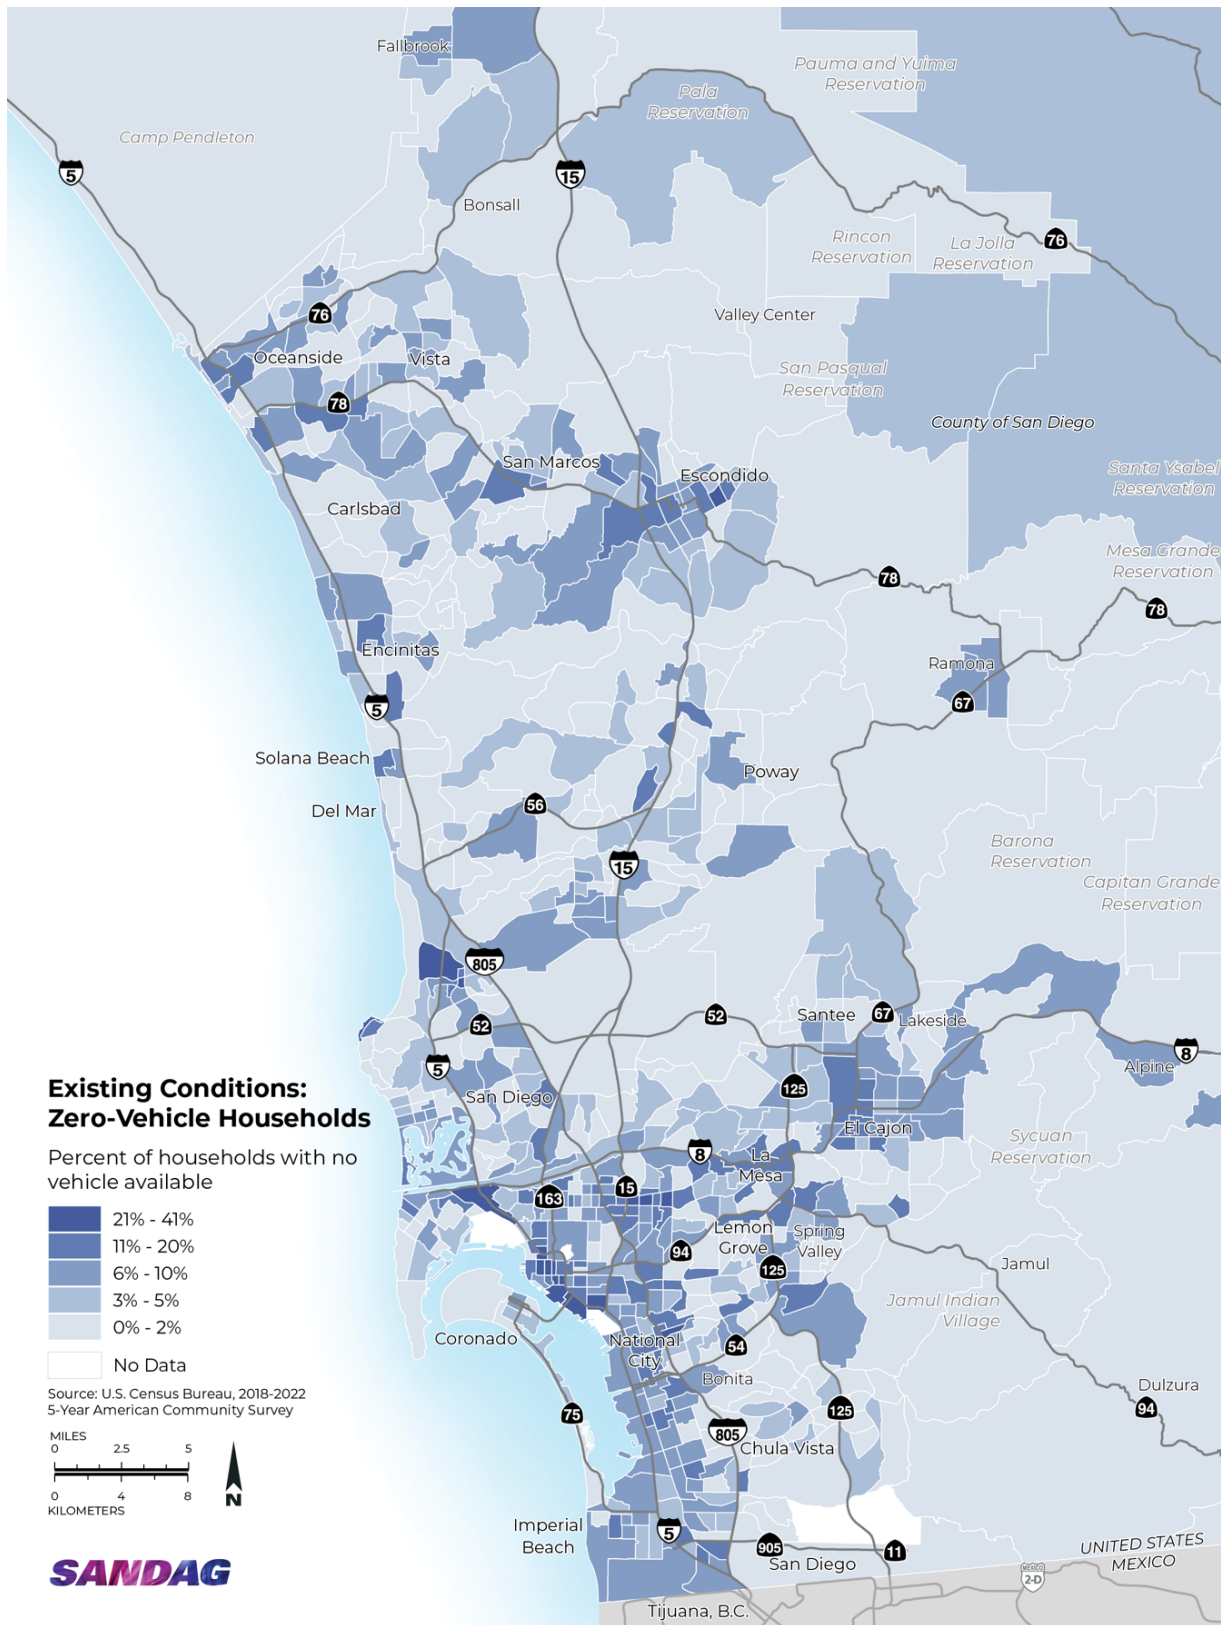 Fallbrook
Pauma and Yuima
Reservation
Pala
Reservation
Camp Pendleton
5
15
Bonsall
Rincon
Reservation
La Jolla
Reservation
76
76
Valley Center
Oceanside
Vista
San Pasqual
Reservation
78
County of San Diego
San Marcos
Escondido
Santa Ysabel
Reservation
Carlsbad
Mesa Grande
Reservation
78
78
Encinitas
Ramona
67
5
Solana Beach
Poway
Del Mar
56
Barona
Reservation
15
Capitan Grande
Reservation
805
52
52
Santee
67
Lakeside
5
8
Alpine
125
San Diego
El Cajon
Sycuan
Reservation
8
La
Mesa
163
15
Lemon
Grove
Spring
Valley
94
125
Jamul
Jamul Indian
Village
Coronado
National
City
54
Bonita
Dulzura
94
75
125
805
Chula Vista
Imperial
Beach
5
905
San Diego
11
UNITED STATES
MEXICO
MEXICO
2-D
Tijuana, B.C.
Existing Conditions:
Zero-Vehicle Households
Percent of households with no
vehicle available
21% - 41%
11% - 20%
6% - 10%
3% - 5%
0% - 2%
No Data
Source: U.S. Census Bureau, 2018-2022
5-Year American Community Survey
MILES
0 2.5 5
0 4 8
KILOMETERS
N
SANDAG